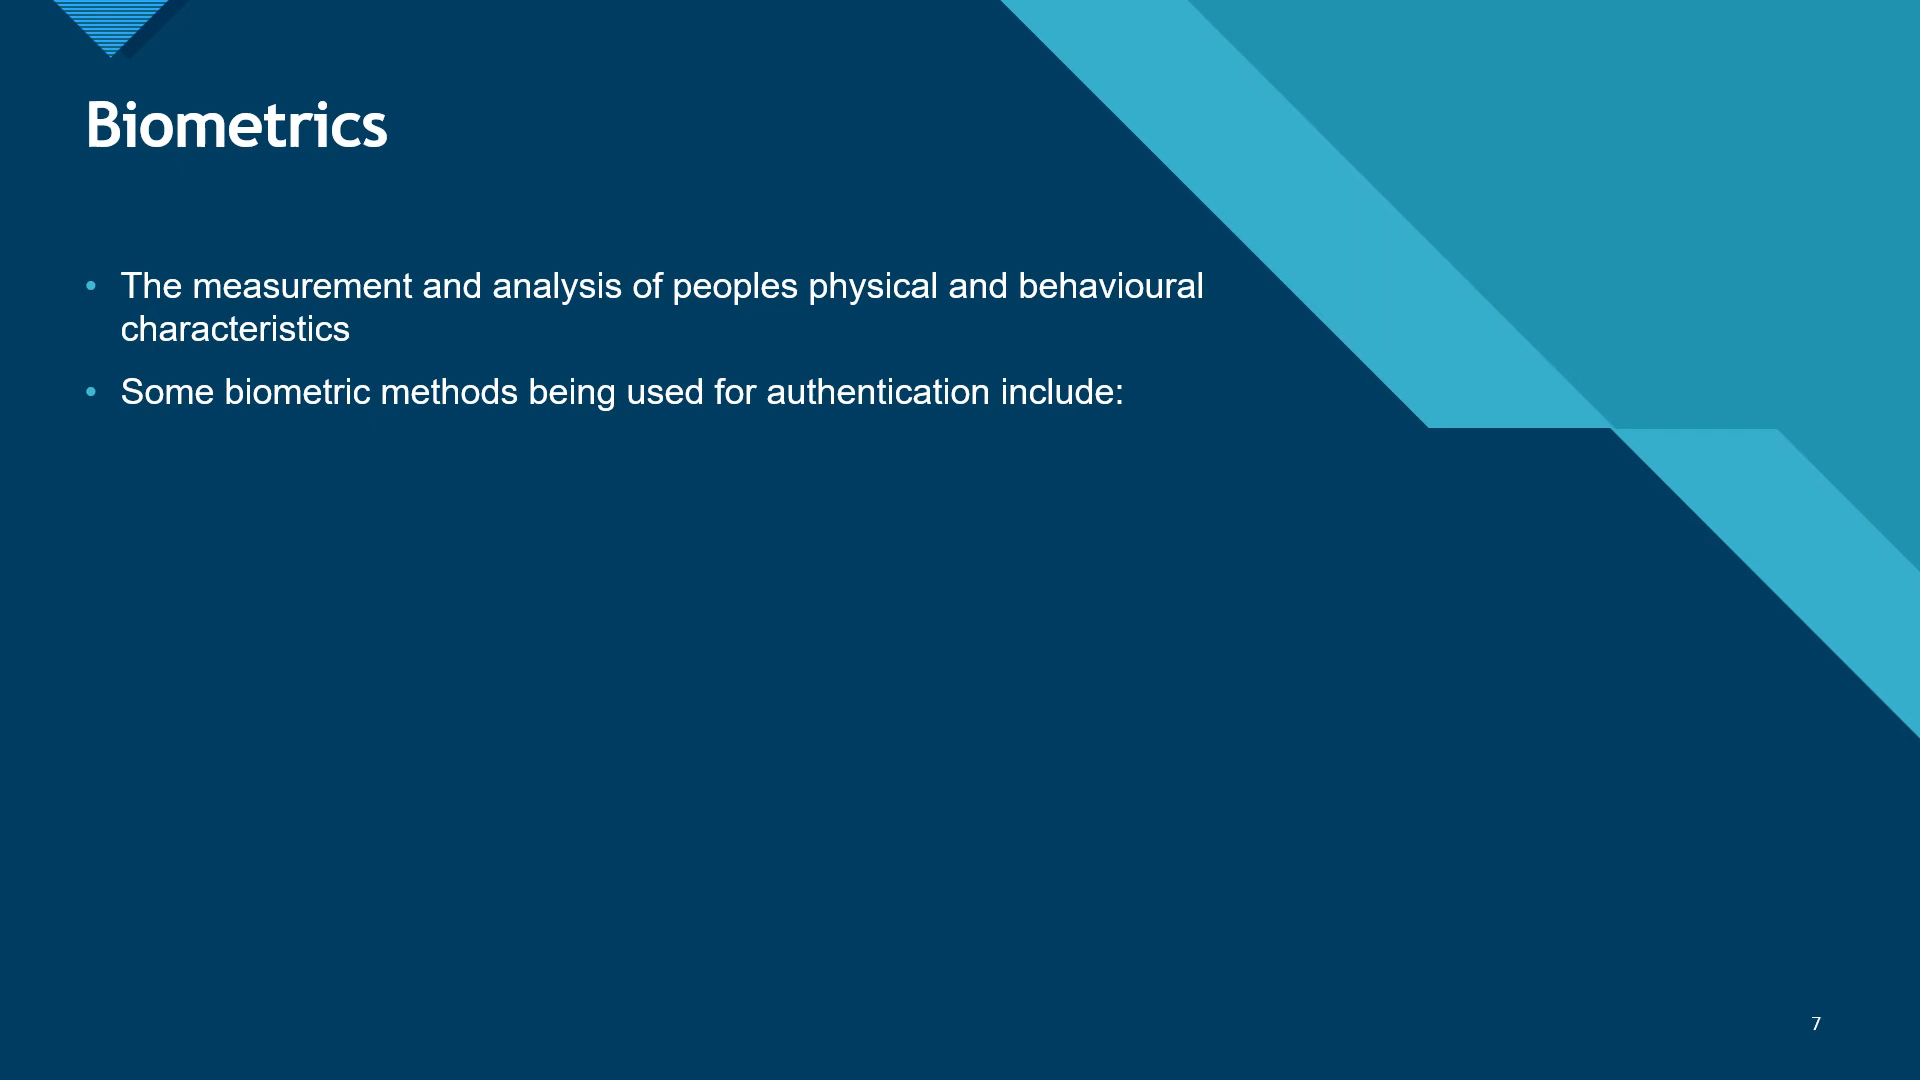 Biometrics
• The measurement and analysis of peoples physical and behavioural
characteristics
• Some biometric methods being used for authentication include:
7